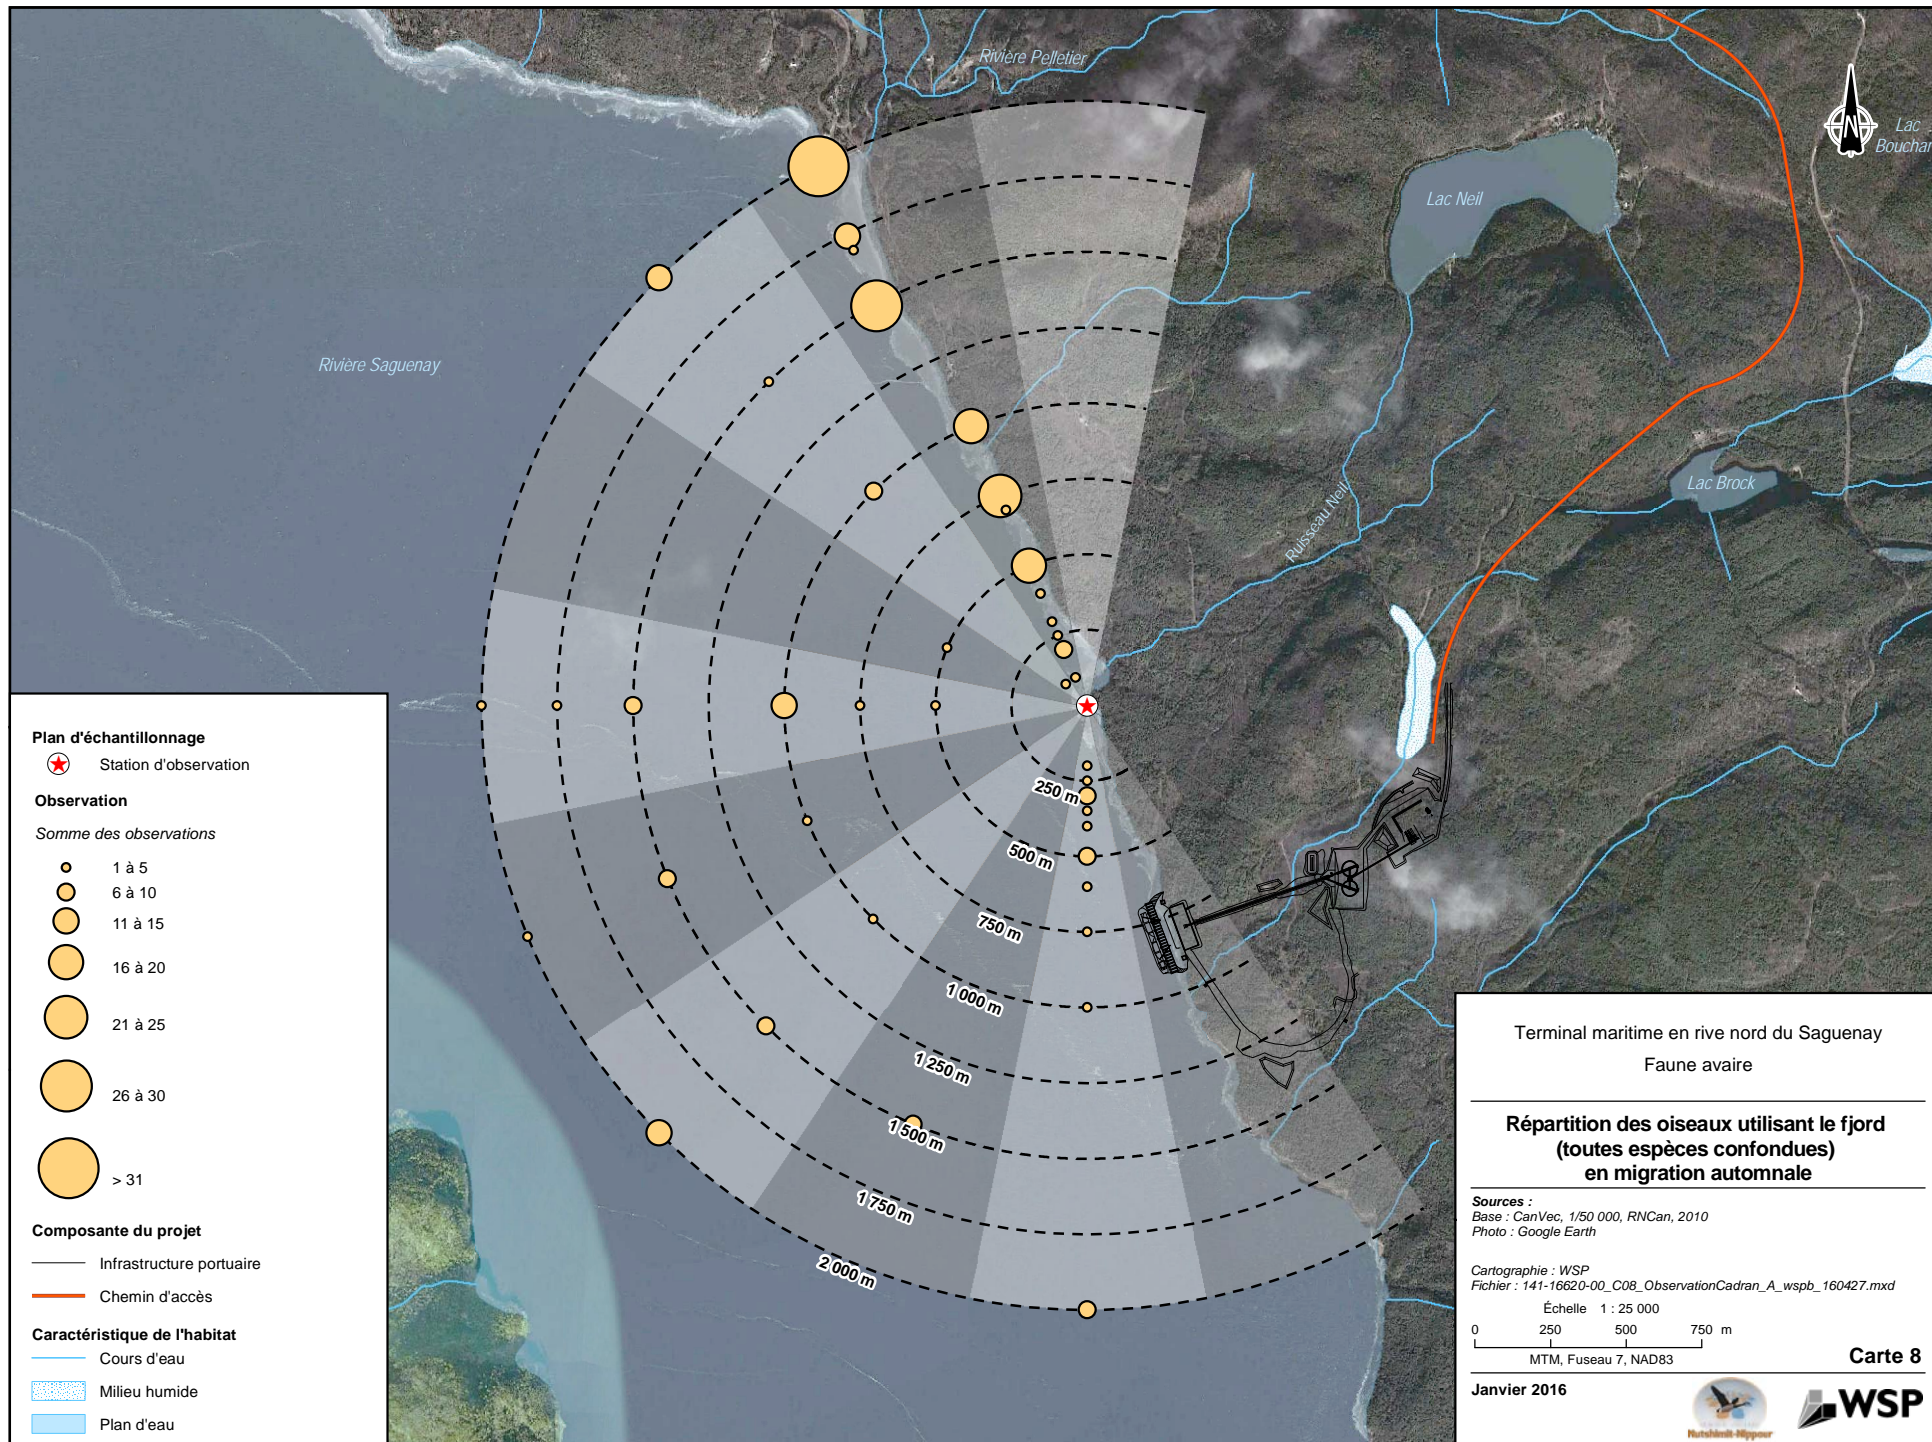 Rivière Pelletier
Lac
Lac Neil
Rivière Saguenay
Lac Brock
Ruisseau Neil
N
250 m
500 m
750 m
1 000 m
1 250 m
1 500 m
1 750 m
2 000 m
Plan d'échantillonnage
Station d'observation
Observation
Somme des observations
1 à 5
6 à 10
11 à 15
16 à 20
21 à 25
26 à 30
> 31
Composante du projet
Infrastructure portuaire
Chemin d'accès
Caractéristique de l'habitat
Cours d'eau
Milieu humide
Plan d'eau
Terminal maritime en rive nord du Saguenay
Faune avaire
Répartition des oiseaux utilisant le fjord
(toutes espèces confondues)
en migration automnale
Sources :
Base : CanVec, 1/50 000, RNCan, 2010
Photo : Google Earth
Cartographie : WSP
Fichier : 141-16620-00_C08_ObservationCadran_A_wspb_160427.mxd
Échelle 1 : 25 000
0 250 500 750 m
MTM, Fuseau 7, NAD83
Carte 8
Janvier 2016
Nutshimit-Nippour
WSP